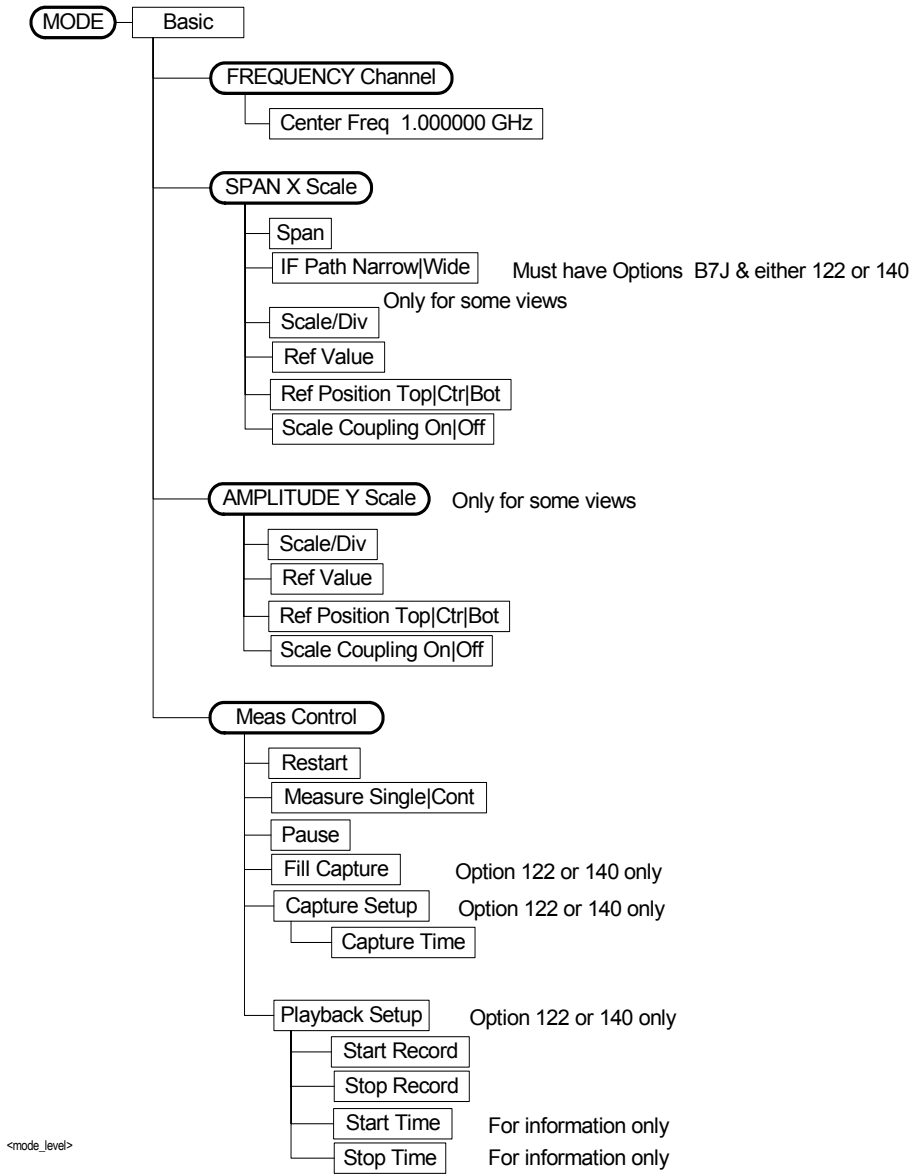 MODE Basic
FREQUENCY Channel
Center Freq 1.000000 GHz
SPAN X Scale
Span
IF Path Narrow|Wide Must have Options B7J & either 122 or 140
Only for some views
Scale/Div
Ref Value
Ref Position Top|Ctr|Bot
Scale Coupling On|Off
AMPLITUDE Y Scale Only for some views
Scale/Div
Ref Value
Ref Position Top|Ctr|Bot
Scale Coupling On|Off
Meas Control
Restart
Measure Single|Cont
Pause
Fill Capture Option 122 or 140 only
Capture Setup Option 122 or 140 only
Capture Time
Playback Setup Option 122 or 140 only
Start Record
Stop Record
Start Time For information only
Stop Time For information only
<mode_level>